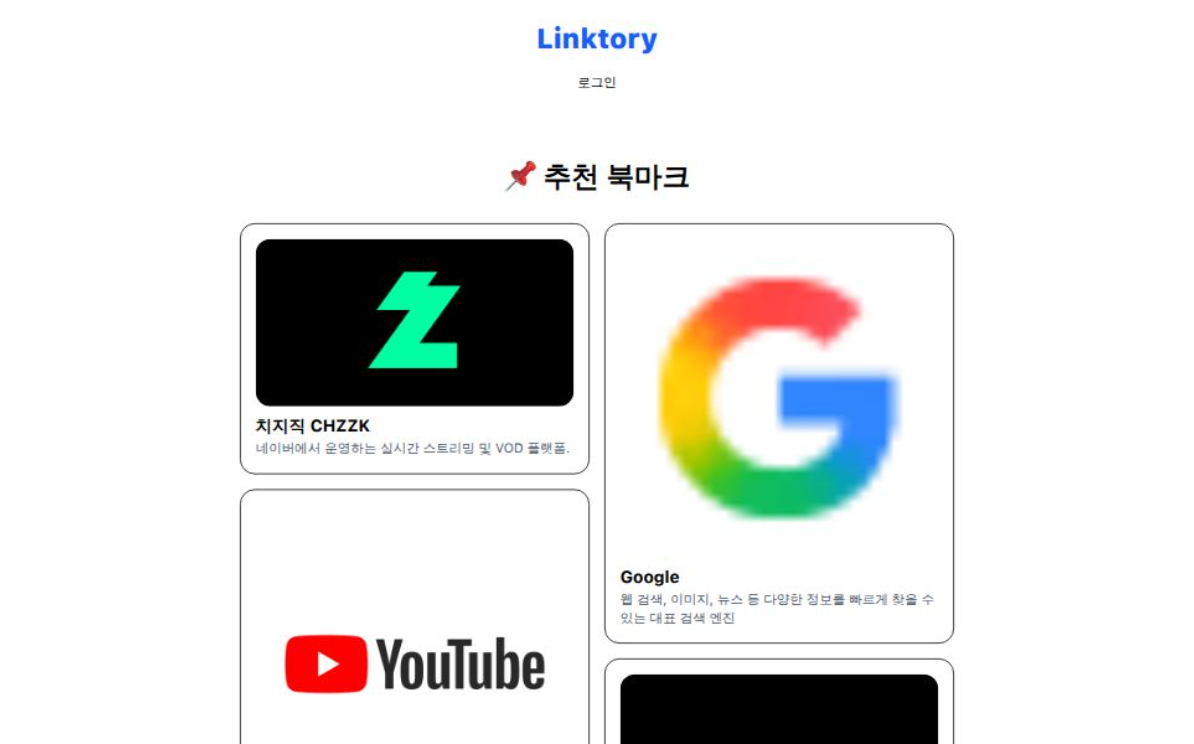 Linktory
로그인
📌 추천 북마크
치지직 CHZZK
네이버에서 운영하는 실시간 스트리밍 및 VOD 플랫폼.
Google
웹 검색, 이미지, 뉴스 등 다양한 정보를 빠르게 찾을 수
있는 대표 검색 엔진
YouTube